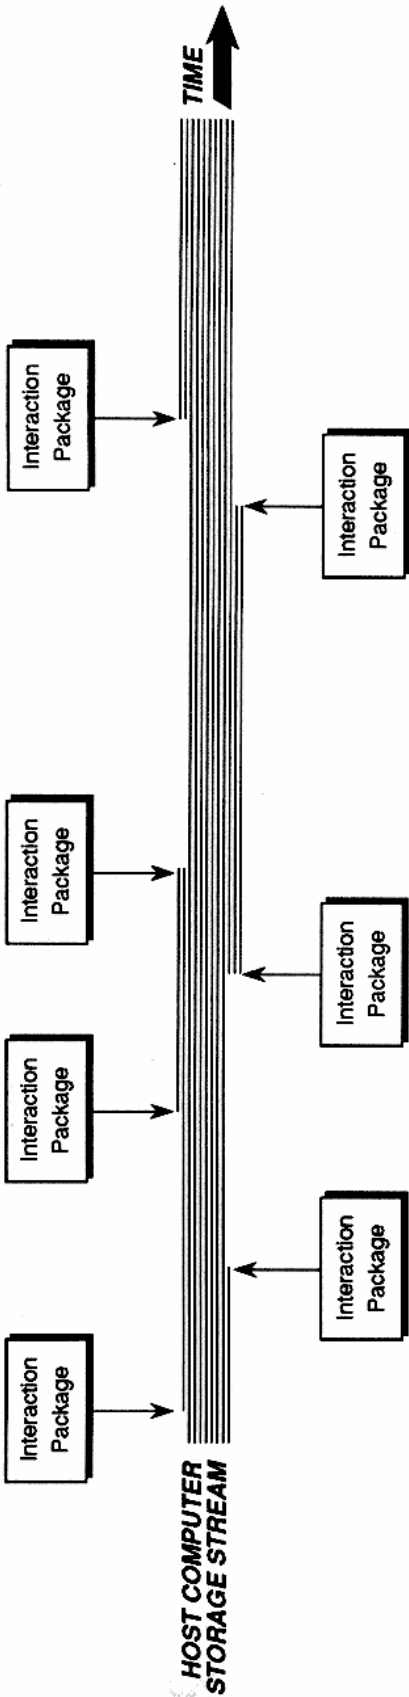 Interaction
Package
Interaction
Package
Interaction
Package
Interaction
Package
HOST COMPUTER
STORAGE STREAM
TIME
Interaction
Package
Interaction
Package
Interaction
Package